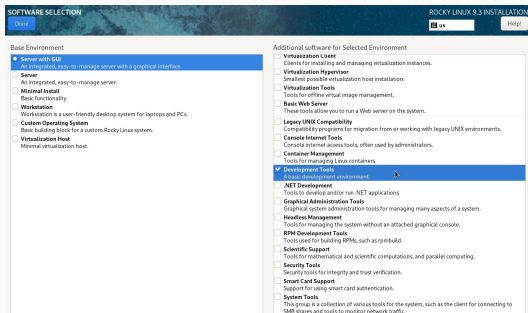 SOFTWARE SELECTION
Done
ROCKY LINUX 9.3 INSTALLATION
us
Help!
Base Environment
Server with GUI
An integrated, easy-to-manage server with a graphical interface.
Server
An integrated, easy-to-manage server.
Minimal Install
Basic functionality.
Workstation
Workstation is a user-friendly desktop system for laptops and PCs.
Custom Operating System
Basic building block for a custom Rocky Linux system.
Virtualization Host
Minimal virtualization host.
Additional software for Selected Environment
Virtualization Client
Clients for installing and managing virtualization instances.
Virtualization Hypervisor
Smallest possible virtualization host installation.
Virtualization Tools
Tools for offline virtual image management.
Basic Web Server
These tools allow you to run a Web server on the system.
Legacy UNIX Compatibility
Compatibility programs for migration from or working with legacy UNIX environments.
Console Internet Tools
Console internet access tools, often used by administrators.
Container Management
Tools for managing Linux containers
Development Tools
A basic development environment.
.NET Development
Tools to develop and/or run .NET applications
Graphical Administration Tools
Graphical system administration tools for managing many aspects of a system.
Headless Management
Tools for managing the system without an attached graphical console.
RPM Development Tools
Tools used for building RPMs, such as rpmbuild.
Scientific Support
Tools for mathematical and scientific computations, and parallel computing.
Security Tools
Security tools for integrity and trust verification.
Smart Card Support
Support for using smart card authentication.
System Tools
This group is a collection of various tools for the system, such as the client for connecting to
SMB shares and tools to monitor network traffic.